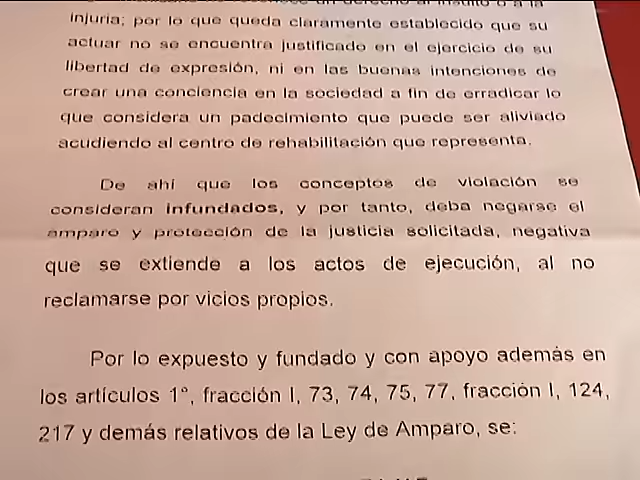 un derecho al insulto o a la
injuria; por lo que queda claramente establecido que su
actuar no se encuentra justificado en el ejercicio de su
libertad de expresión, ni en las buenas intenciones de
crear una conciencia en la sociedad a fin de erradicar lo
que considera un padecimiento que puede ser aliviado
acudiendo al centro de rehabilitación que representa.
De ahí que los conceptos de violación se
consideran infundados, y por tanto, deba negarse el
amparo y protección de la justicia solicitada, negativa
que se extiende a los actos de ejecución, al no
reclamarse por vicios propios.
Por lo expuesto y fundado y con apoyo además en
los artículos 1°, fracción I, 73, 74, 75, 77, fracción I, 124,
217 y demás relativos de la Ley de Amparo, se: